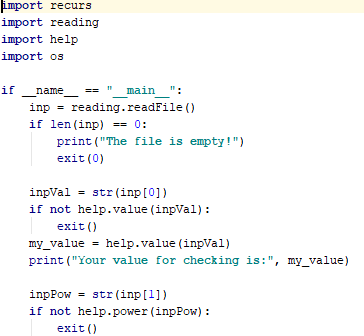 import recurs
import reading
import help
import os

if __name__ == "__main__":
    inp = reading.readFile()
    if len(inp) == 0:
        print("The file is empty!")
        exit(0)

    inpVal = str(inp[0])
    if not help.value(inpVal):
        exit()
    my_value = help.value(inpVal)
    print("Your value for checking is:", my_value)

    inpPow = str(inp[1])
    if not help.power(inpPow):
        exit()